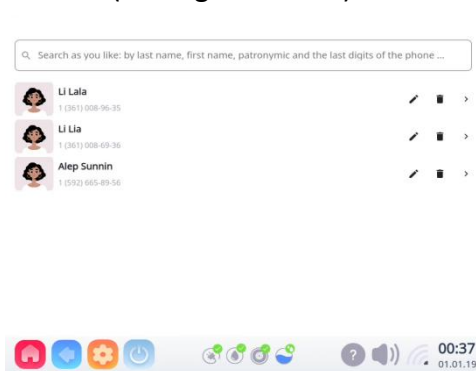 Search as you like: by last name, first name, patronymic and the last digits of the phone ...
Li Lala
1 (361) 008-96-35
Li Lia
1 (361) 008-69-36
Alep Sunnin
1 (592) 665-89-56
?
00:37
01.01.19